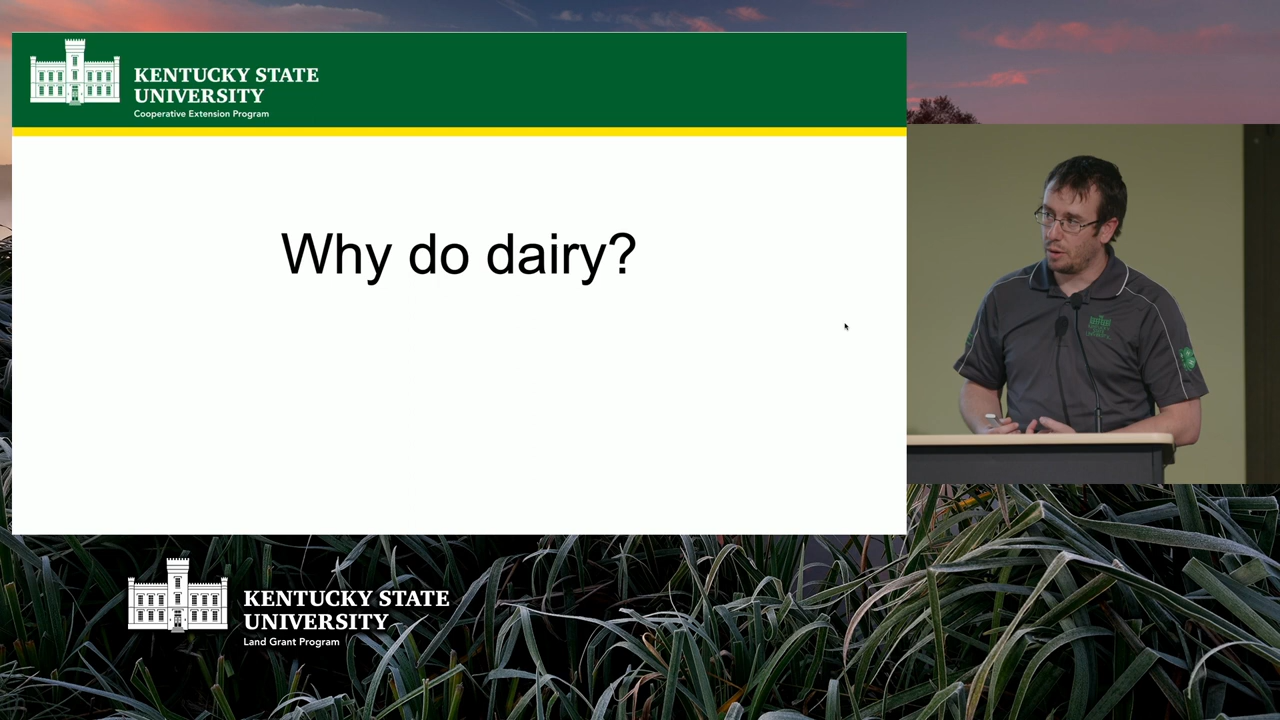 KENTUCKY STATE
UNIVERSITY
Cooperative Extension Program
Why do dairy?
KENTUCKY STATE
UNIVERSITY
Land Grant Program